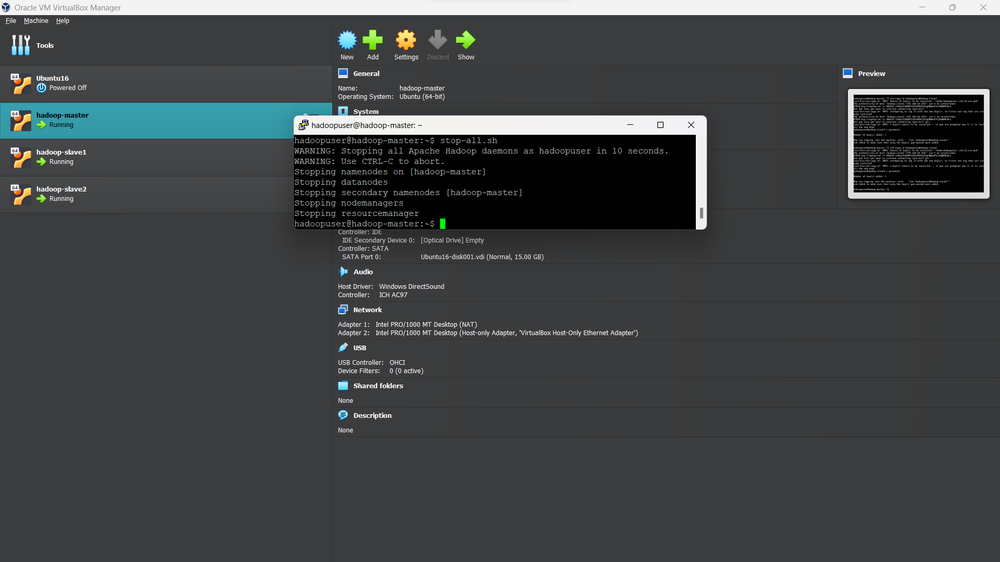 Oracle VM VirtualBox Manager
File Machine Help
Tools
New Add Settings Discard Show
64 Ubuntu16
Powered Off
64 hadoop-master
Running
64 hadoop-slave1
Running
64 hadoop-slave2
Running
General
Name: hadoop-master
Operating System: Ubuntu (64-bit)
System
Preview
hadoopuser@hadoop-master: ~
hadoopuser@hadoop-master:~$ stop-all.sh
WARNING: Stopping all Apache Hadoop daemons as hadoopuser in 10 seconds.
WARNING: Use CTRL-C to abort.
Stopping namenodes on [hadoop-master]
Stopping datanodes
Stopping secondary namenodes [hadoop-master]
Stopping nodemanagers
Stopping resourcemanager
hadoopuser@hadoop-master:~$
Controller: IDE
IDE Secondary Device 0: [Optical Drive] Empty
Controller: SATA
SATA Port 0: Ubuntu16-disk001.vdi (Normal, 15.00 GB)
Audio
Host Driver: Windows DirectSound
Controller: ICH AC97
Network
Adapter 1: Intel PRO/1000 MT Desktop (NAT)
Adapter 2: Intel PRO/1000 MT Desktop (Host-only Adapter, 'VirtualBox Host-Only Ethernet Adapter')
USB
USB Controller: OHCI
Device Filters: 0 (0 active)
Shared folders
None
Description
None